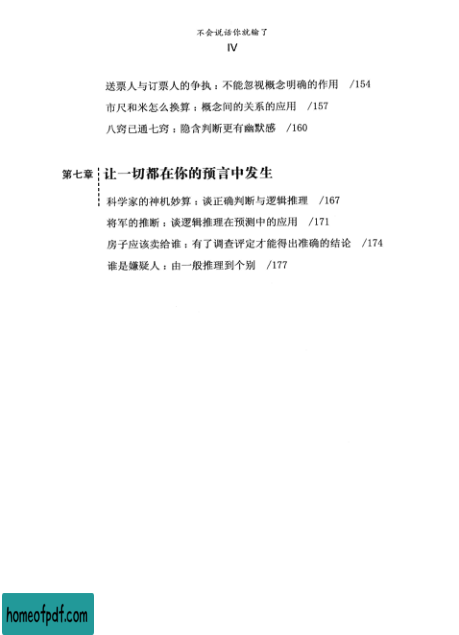 不会说话你就输了
IV
送票人与订票人的争执：不能忽视概念明确的作用 /154
市尺和米怎么换算：概念间的关系的应用 /157
八窍已通七窍：隐含判断更有幽默感 /160
第七章 让一切都在你的预言中发生
科学家的神机妙算：谈正确判断与逻辑推理 /167
将军的推断：谈逻辑推理在预测中的应用 /171
房子应该卖给谁：有了调查评定才能得出准确的结论 /174
谁是嫌疑人：由一般推理到个别 /177
homeofpdf.com